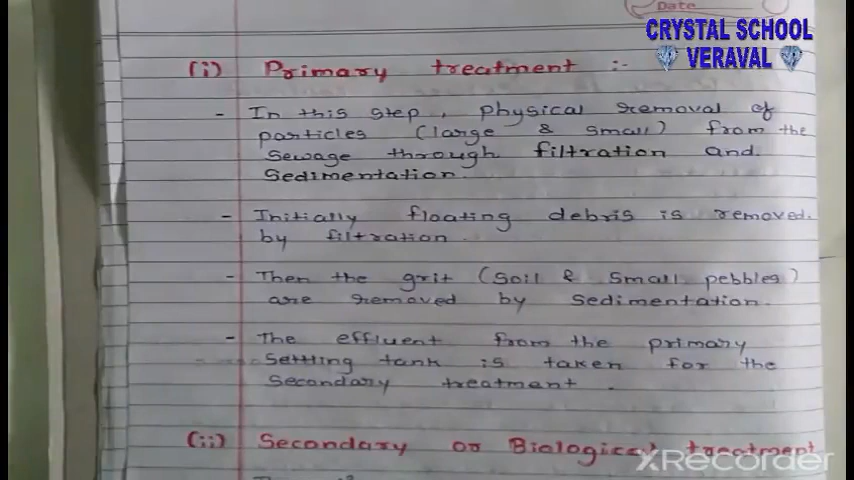 Date
CRYSTAL SCHOOL
VERAVAL
(i) Primary treatment :-
- In this step, physical removal of
particles (large & small) from the
sewage through filtration and
sedimentation.
- Initially floating debris is removed.
by filtration.
- Then the grit (soil & small pebbles)
are removed by sedimentation.
- The effluent from the primary
settling tank is taken for the
secondary treatment.
(ii) Secondary or Biological treatment
XRecorder